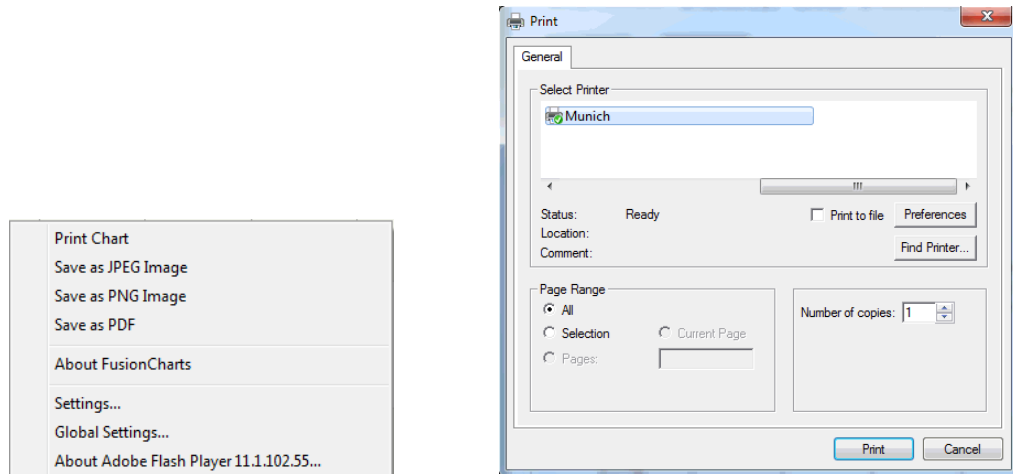 Print Chart
Save as JPEG Image
Save as PNG Image
Save as PDF
About FusionCharts
Settings...
Global Settings...
About Adobe Flash Player 11.1.102.55...
Print
General
Select Printer
Munich
Status: Ready Print to file Preferences
Location:
Comment: Find Printer...
Page Range
All
Selection Current Page
Pages:
Number of copies: 1
Print Cancel